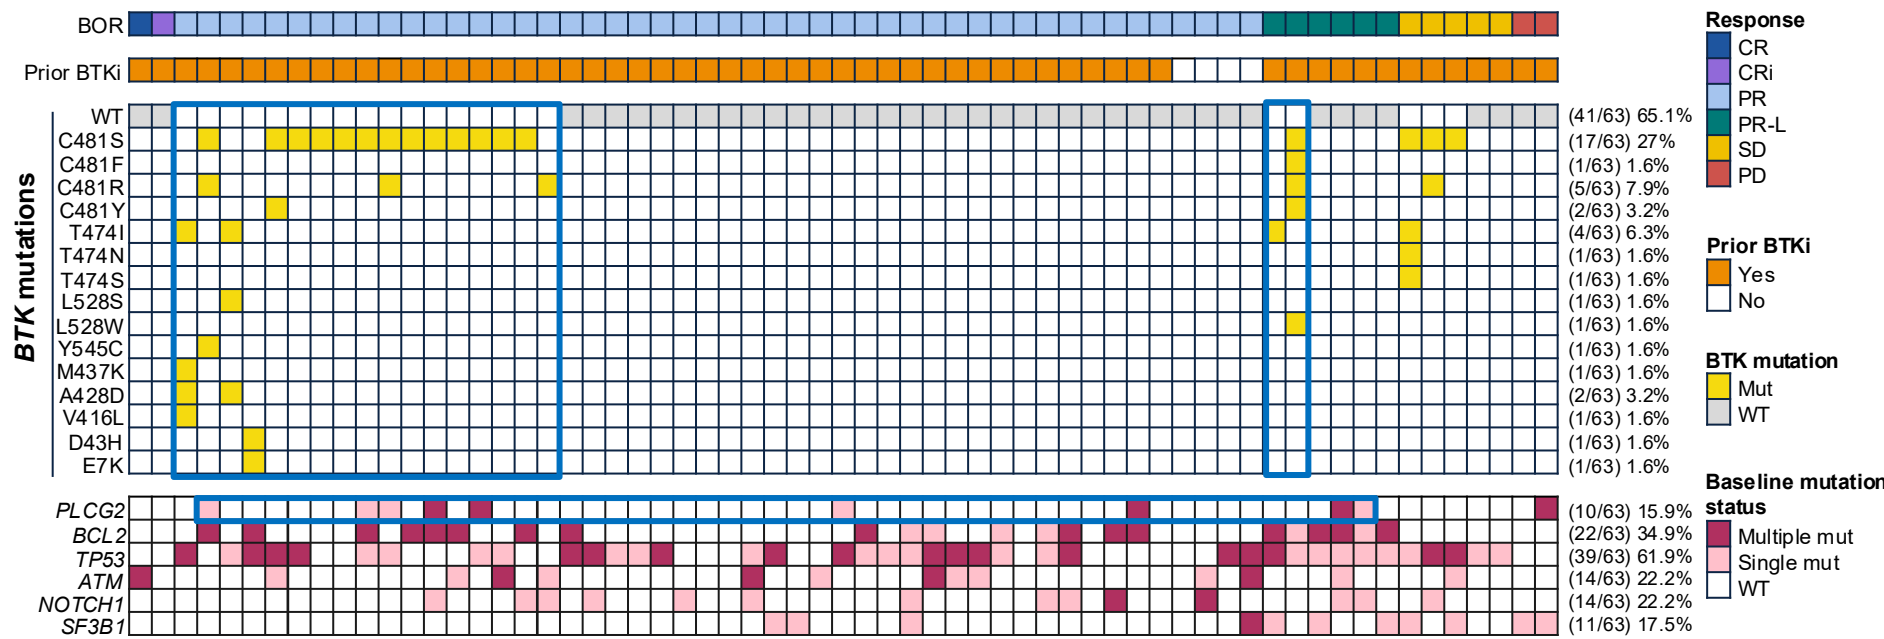 BOR
Prior BTKi
BTK mutations
WT (41/63) 65.1%
C481S (17/63) 27%
C481F (1/63) 1.6%
C481R (5/63) 7.9%
C481Y (2/63) 3.2%
T474I (4/63) 6.3%
T474N (1/63) 1.6%
T474S (1/63) 1.6%
L528S (1/63) 1.6%
L528W (1/63) 1.6%
Y545C (1/63) 1.6%
M437K (1/63) 1.6%
A428D (2/63) 3.2%
V416L (1/63) 1.6%
D43H (1/63) 1.6%
E7K (1/63) 1.6%
PLCG2 (10/63) 15.9%
BCL2 (22/63) 34.9%
TP53 (39/63) 61.9%
ATM (14/63) 22.2%
NOTCH1 (14/63) 22.2%
SF3B1 (11/63) 17.5%
Response
CR
CRi
PR
PR-L
SD
PD
Prior BTKi
Yes
No
BTK mutation
Mut
WT
Baseline mutation
status
Multiple mut
Single mut
WT